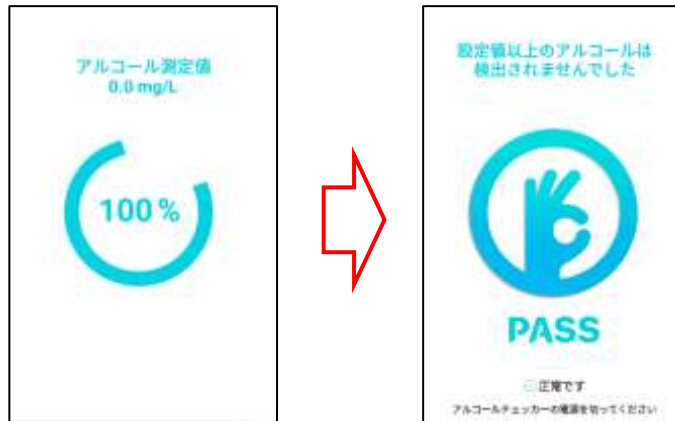 アルコール測定値
0.0 mg/L
100 %
設定値以上のアルコールは
検出されませんでした
PASS
正常です
アルコールチェッカーの電源を切ってください